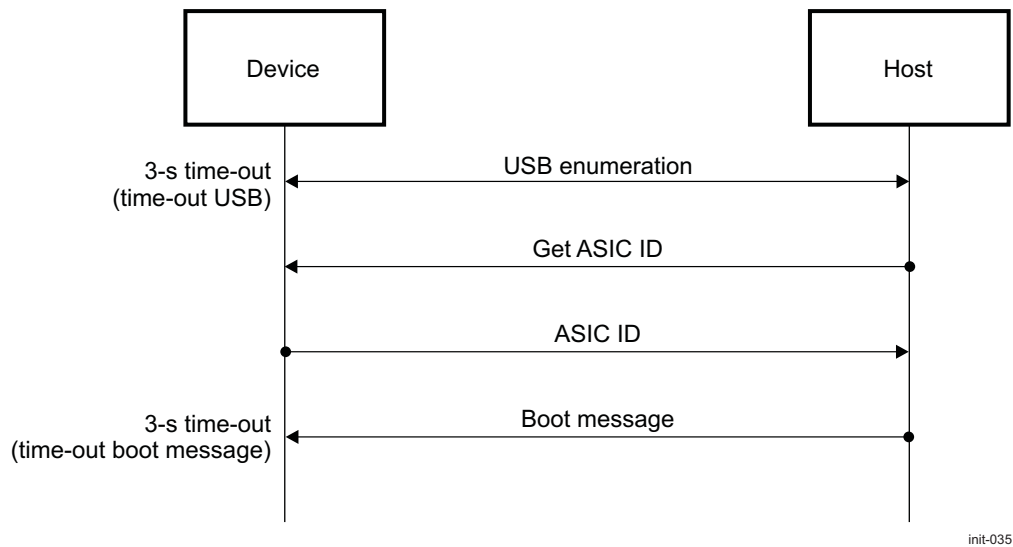 Device
Host
USB enumeration
3-s time-out
(time-out USB)
Get ASIC ID
ASIC ID
Boot message
3-s time-out
(time-out boot message)
init-035